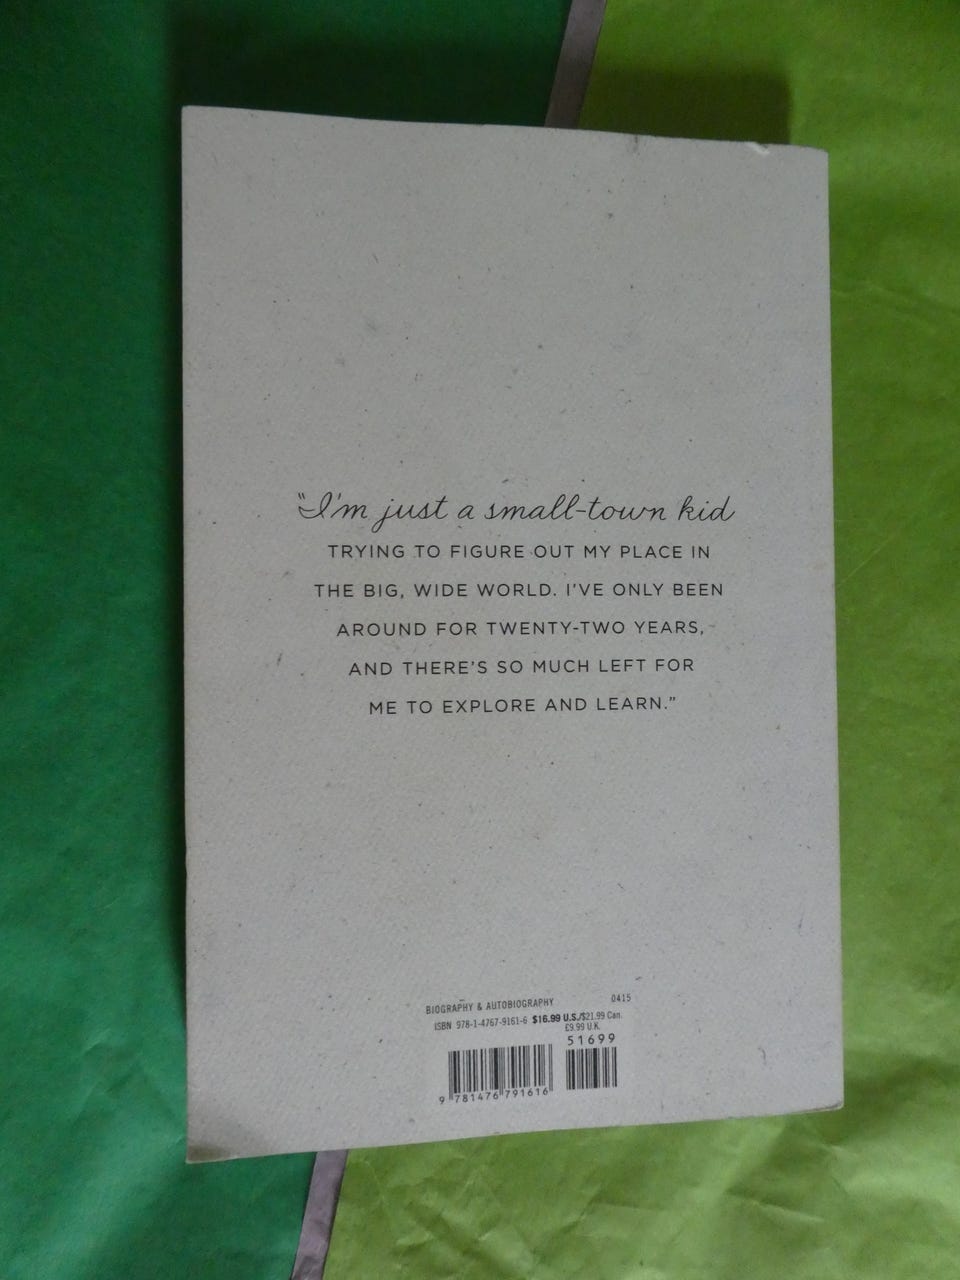 "I'm just a small-town kid
TRYING TO FIGURE OUT MY PLACE IN
THE BIG, WIDE WORLD. I'VE ONLY BEEN
AROUND FOR TWENTY-TWO YEARS,
AND THERE'S SO MUCH LEFT FOR
ME TO EXPLORE AND LEARN."
BIOGRAPHY & AUTOBIOGRAPHY 0415
ISBN 978-1-4767-9161-6 $16.99 U.S./$21.99 Can.
£9.99 U.K.
51699
9 781476 791616